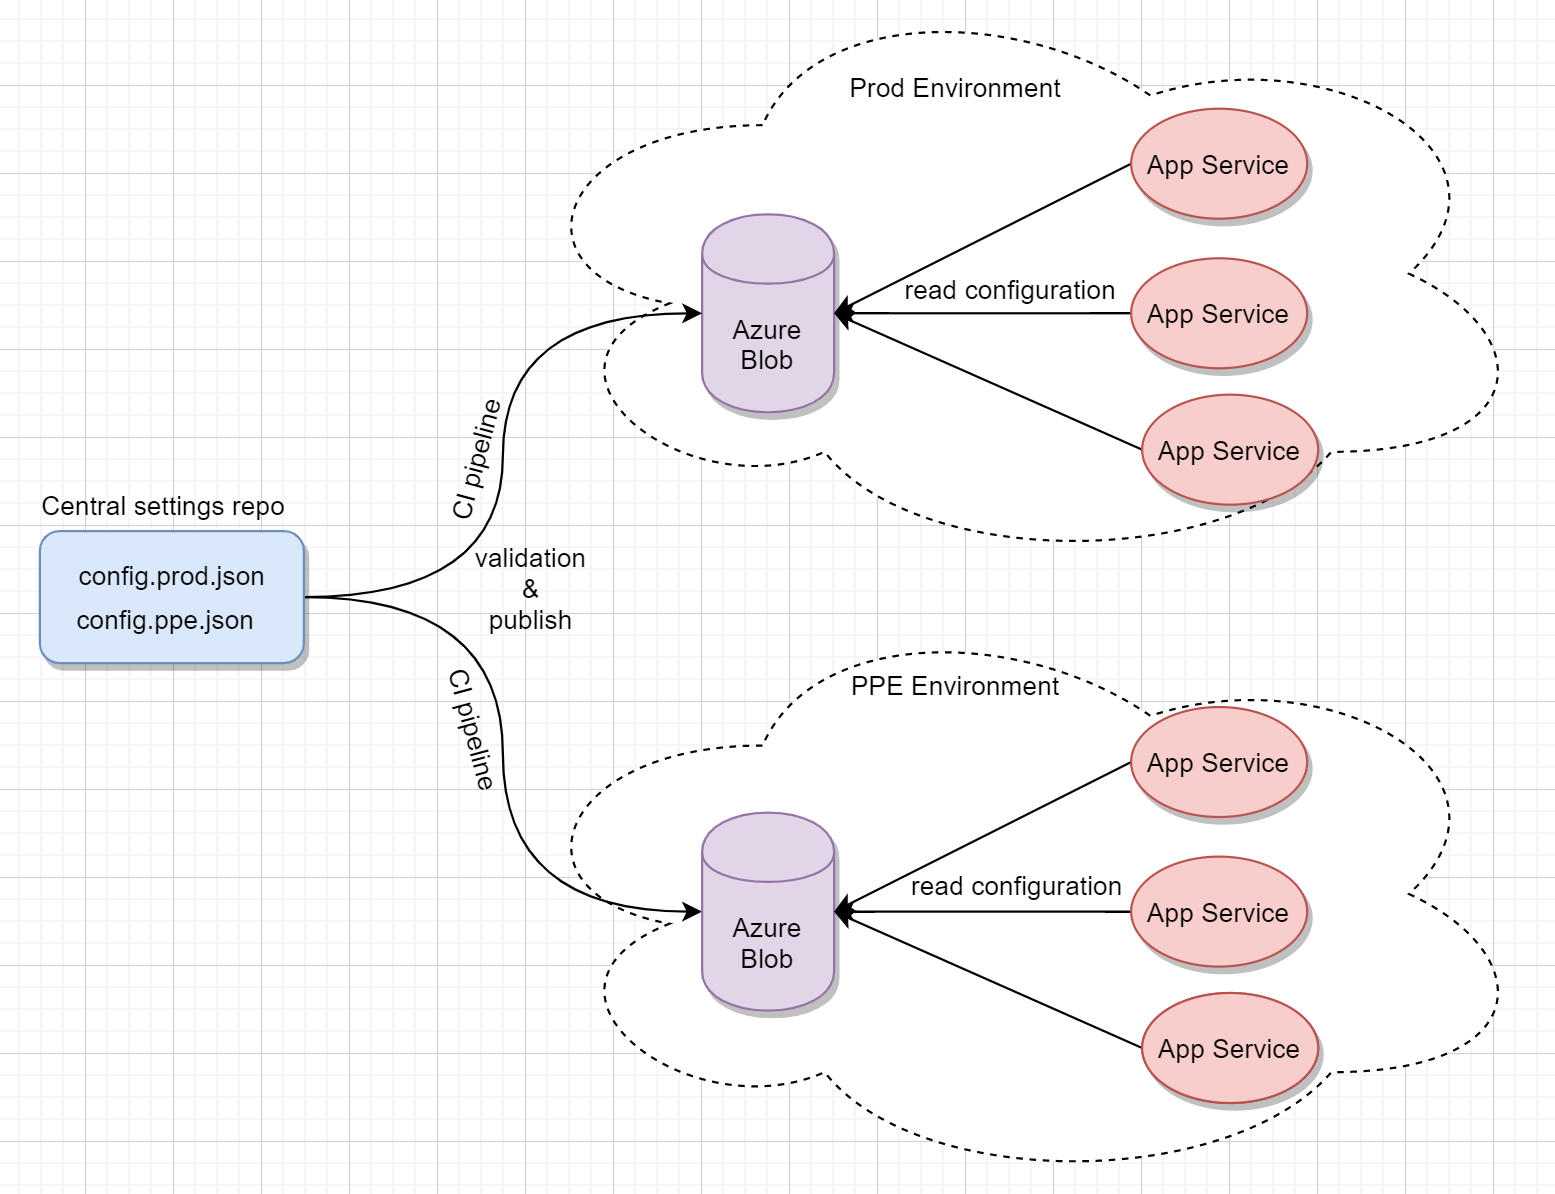 Prod Environment
App Service
read configuration
App Service
Azure
Blob
App Service
CI pipeline
Central settings repo
config.prod.json
config.ppe.json
validation
&
publish
CI pipeline
PPE Environment
App Service
read configuration
App Service
Azure
Blob
App Service